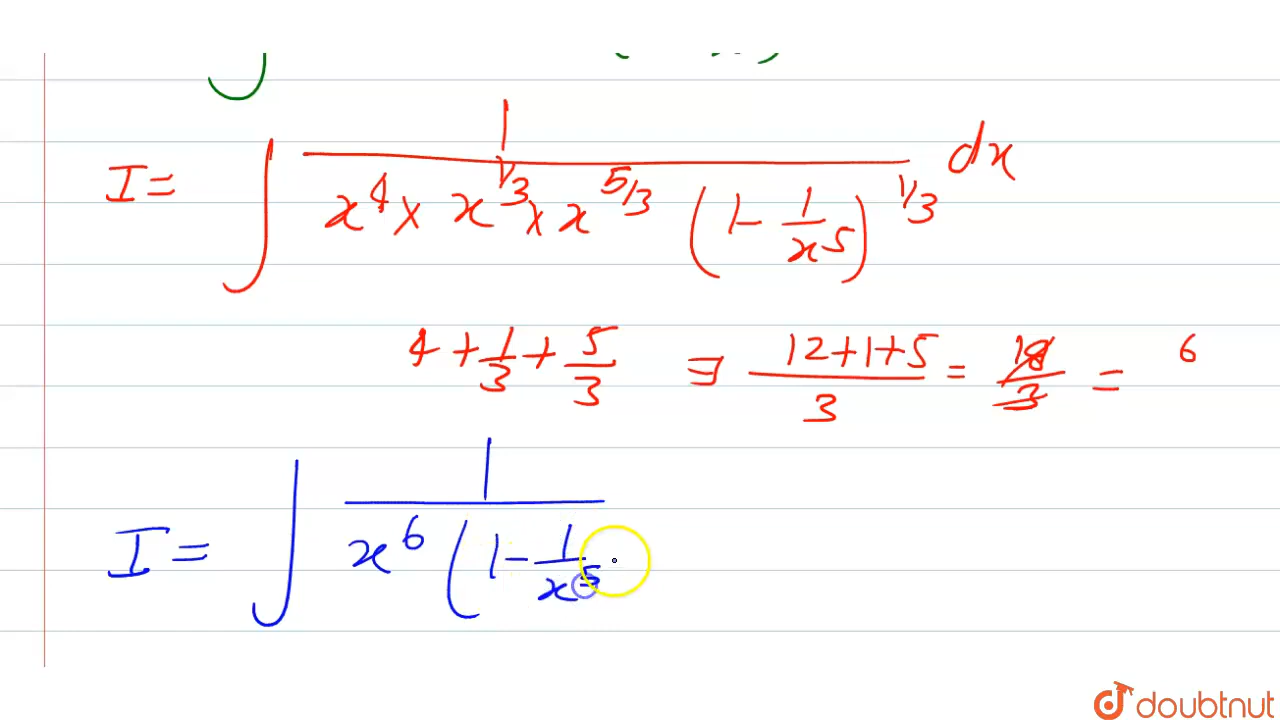 I = ∫ 1 / (x^4 × x^{1/3} × x^{5/3} (1 - 1/x^5)^{1/3}) dx
4 + 1/3 + 5/3 ⇒ (12+1+5)/3 = 18/3 = 6
I = ∫ 1 / (x^6 (1 - 1/x^5
doubtnut